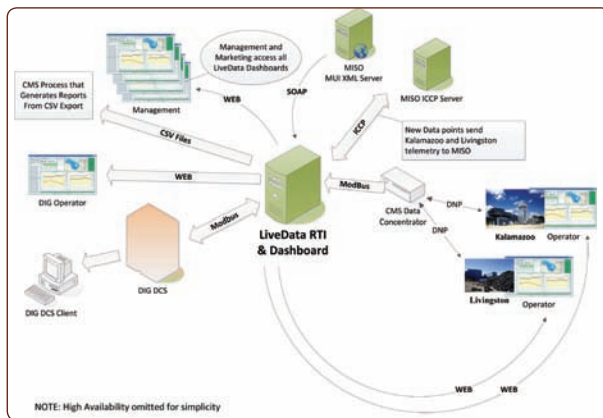 CMS Process that
Generates Reports
From CSV Export
Management
Management and
Marketing access all
LiveData Dashboards
MISO
MUI XML Server
MISO ICCP Server
WEB
SOAP
ICCP
CSV Files
New Data points send
Kalamazoo and Livingston
telemetry to MISO
WEB
DIG Operator
ModBus
CMS Data
Concentrator
DNP
DNP
Kalamazoo
Operator
Livingston
Operator
LiveData RTI
& Dashboard
Modbus
DIG DCS
DIG DCS Client
WEB
WEB
NOTE: High Availability omitted for simplicity